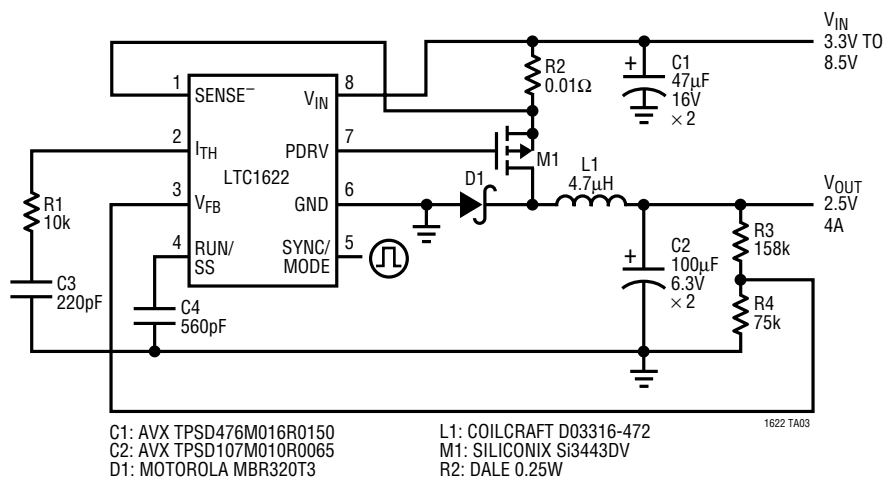 V_IN
3.3V TO
8.5V
R2
0.01Ω
+
C1
47µF
16V
×2
1
SENSE−
V_IN
8
2
I_TH
PDRV
7
M1
LTC1622
D1
L1
4.7µH
R1
10k
3
V_FB
GND
6
V_OUT
2.5V
4A
4
RUN/
SS
SYNC/
MODE
5
R3
158k
+
C2
100µF
6.3V
×2
C3
220pF
C4
560pF
R4
75k
1622 TA03
C1: AVX TPSD476M016R0150
C2: AVX TPSD107M010R0065
D1: MOTOROLA MBR320T3
L1: COILCRAFT D03316-472
M1: SILICONIX Si3443DV
R2: DALE 0.25W